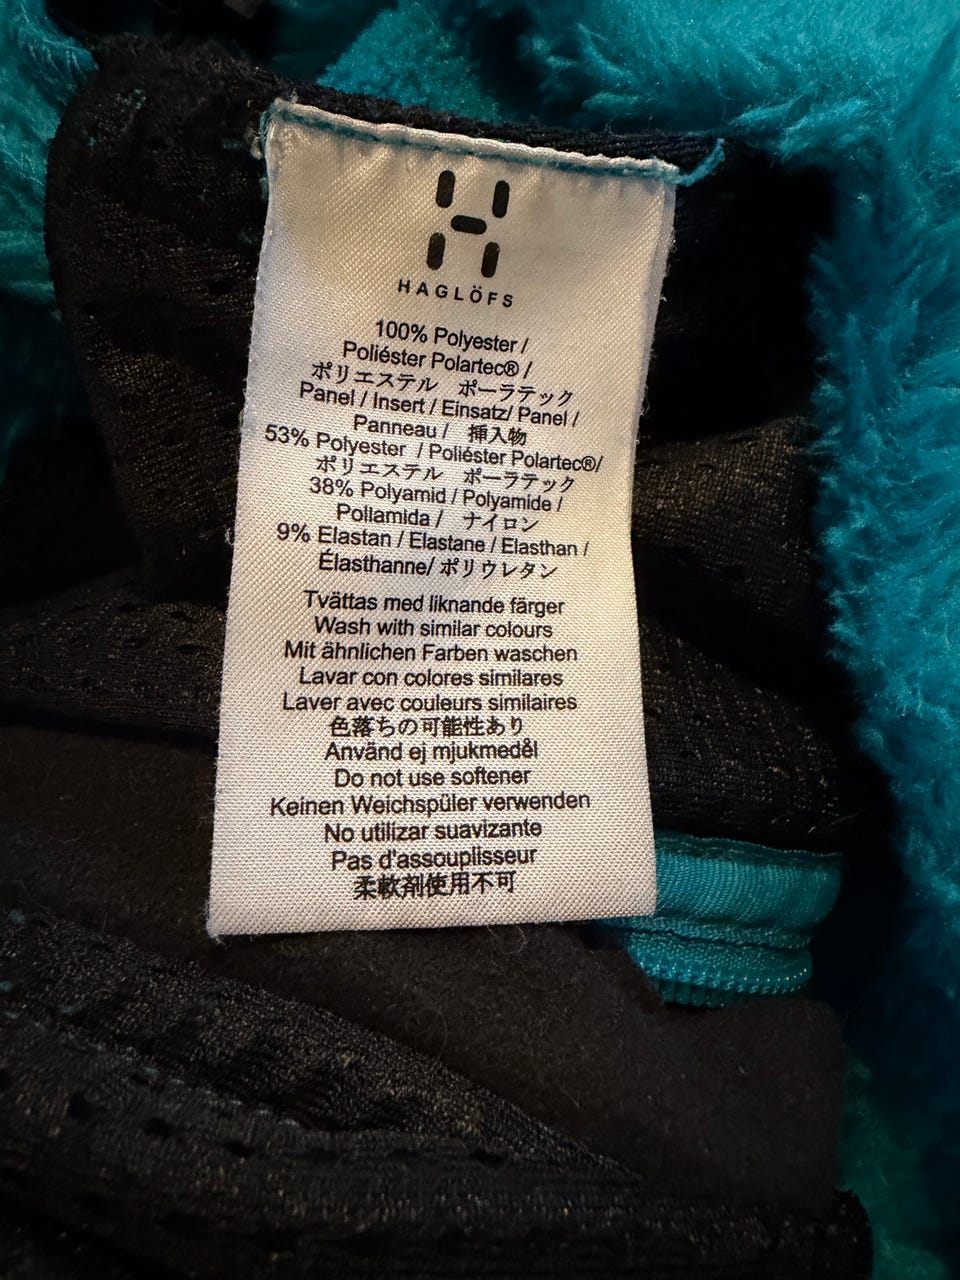 HAGLÖFS
100% Polyester /
Poliéster Polartec® /
ポリエステル ポーラテック
Panel / Insert / Einsatz/ Panel /
Panneau / 挿入物
53% Polyester / Poliéster Polartec®/
ポリエステル ポーラテック
38% Polyamid / Polyamide /
Poliamida / ナイロン
9% Elastan / Elastane / Elasthan /
Élasthanne/ ポリウレタン
Tvättas med liknande färger
Wash with similar colours
Mit ähnlichen Farben waschen
Lavar con colores similares
Laver avec couleurs similaires
色落ちの可能性あり
Använd ej mjukmedel
Do not use softener
Keinen Weichspüler verwenden
No utilizar suavizante
Pas d'assouplisseur
柔軟剤使用不可